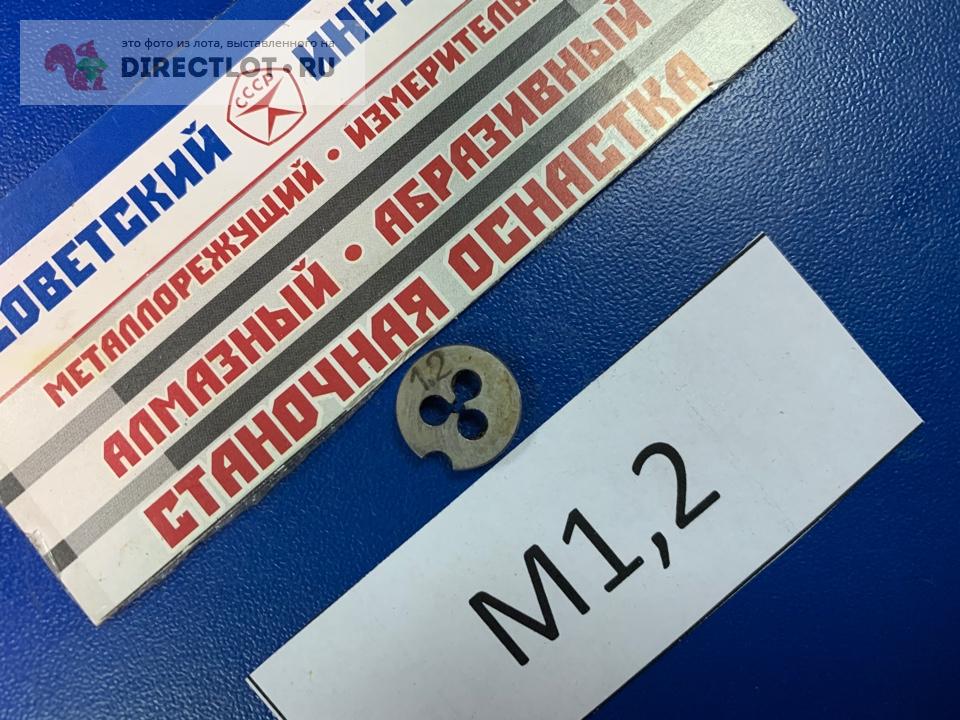 это фото из лота, выставленного на
DIRECTLOT.RU
СОВЕТСКИЙ
СССР
МЕТАЛЛОРЕЖУЩИЙ • ИЗМЕРИТЕЛЬ
АЛМАЗНЫЙ • АБРАЗИВНЫЙ
СТАНОЧНАЯ ОСНАСТКА
1,2
М1,2